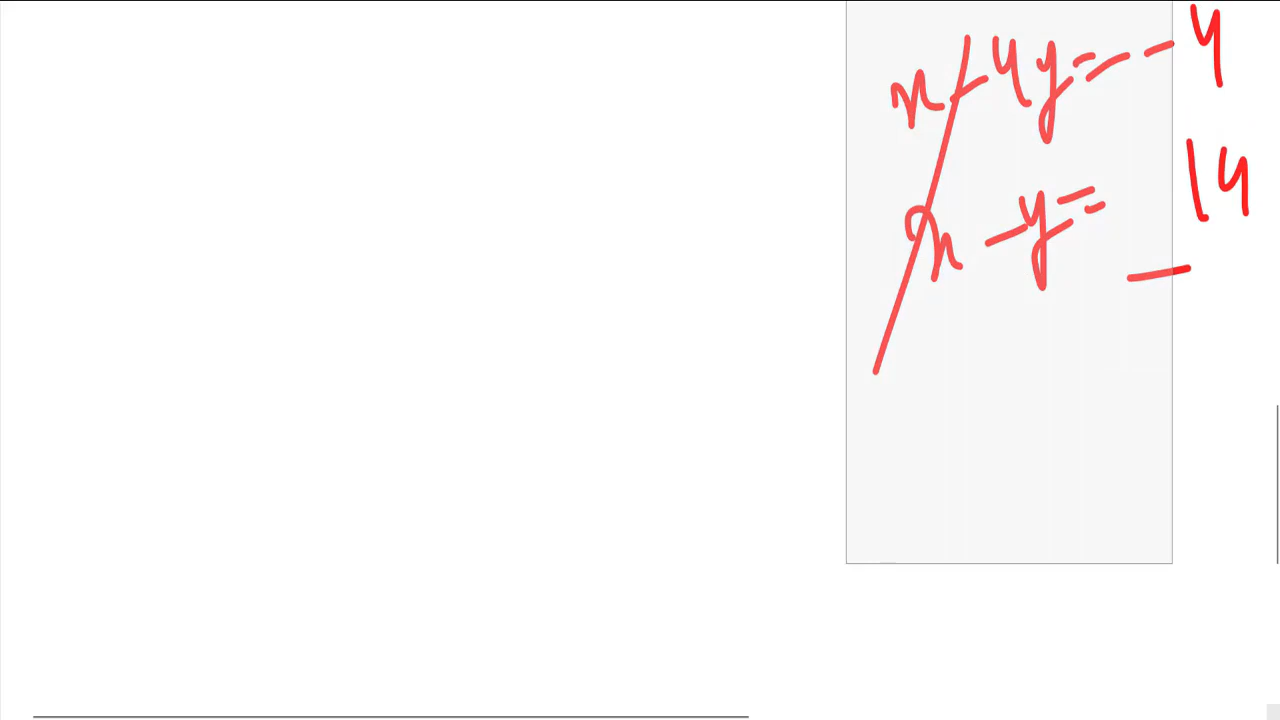 x - 4y = - 4
x - y = 14